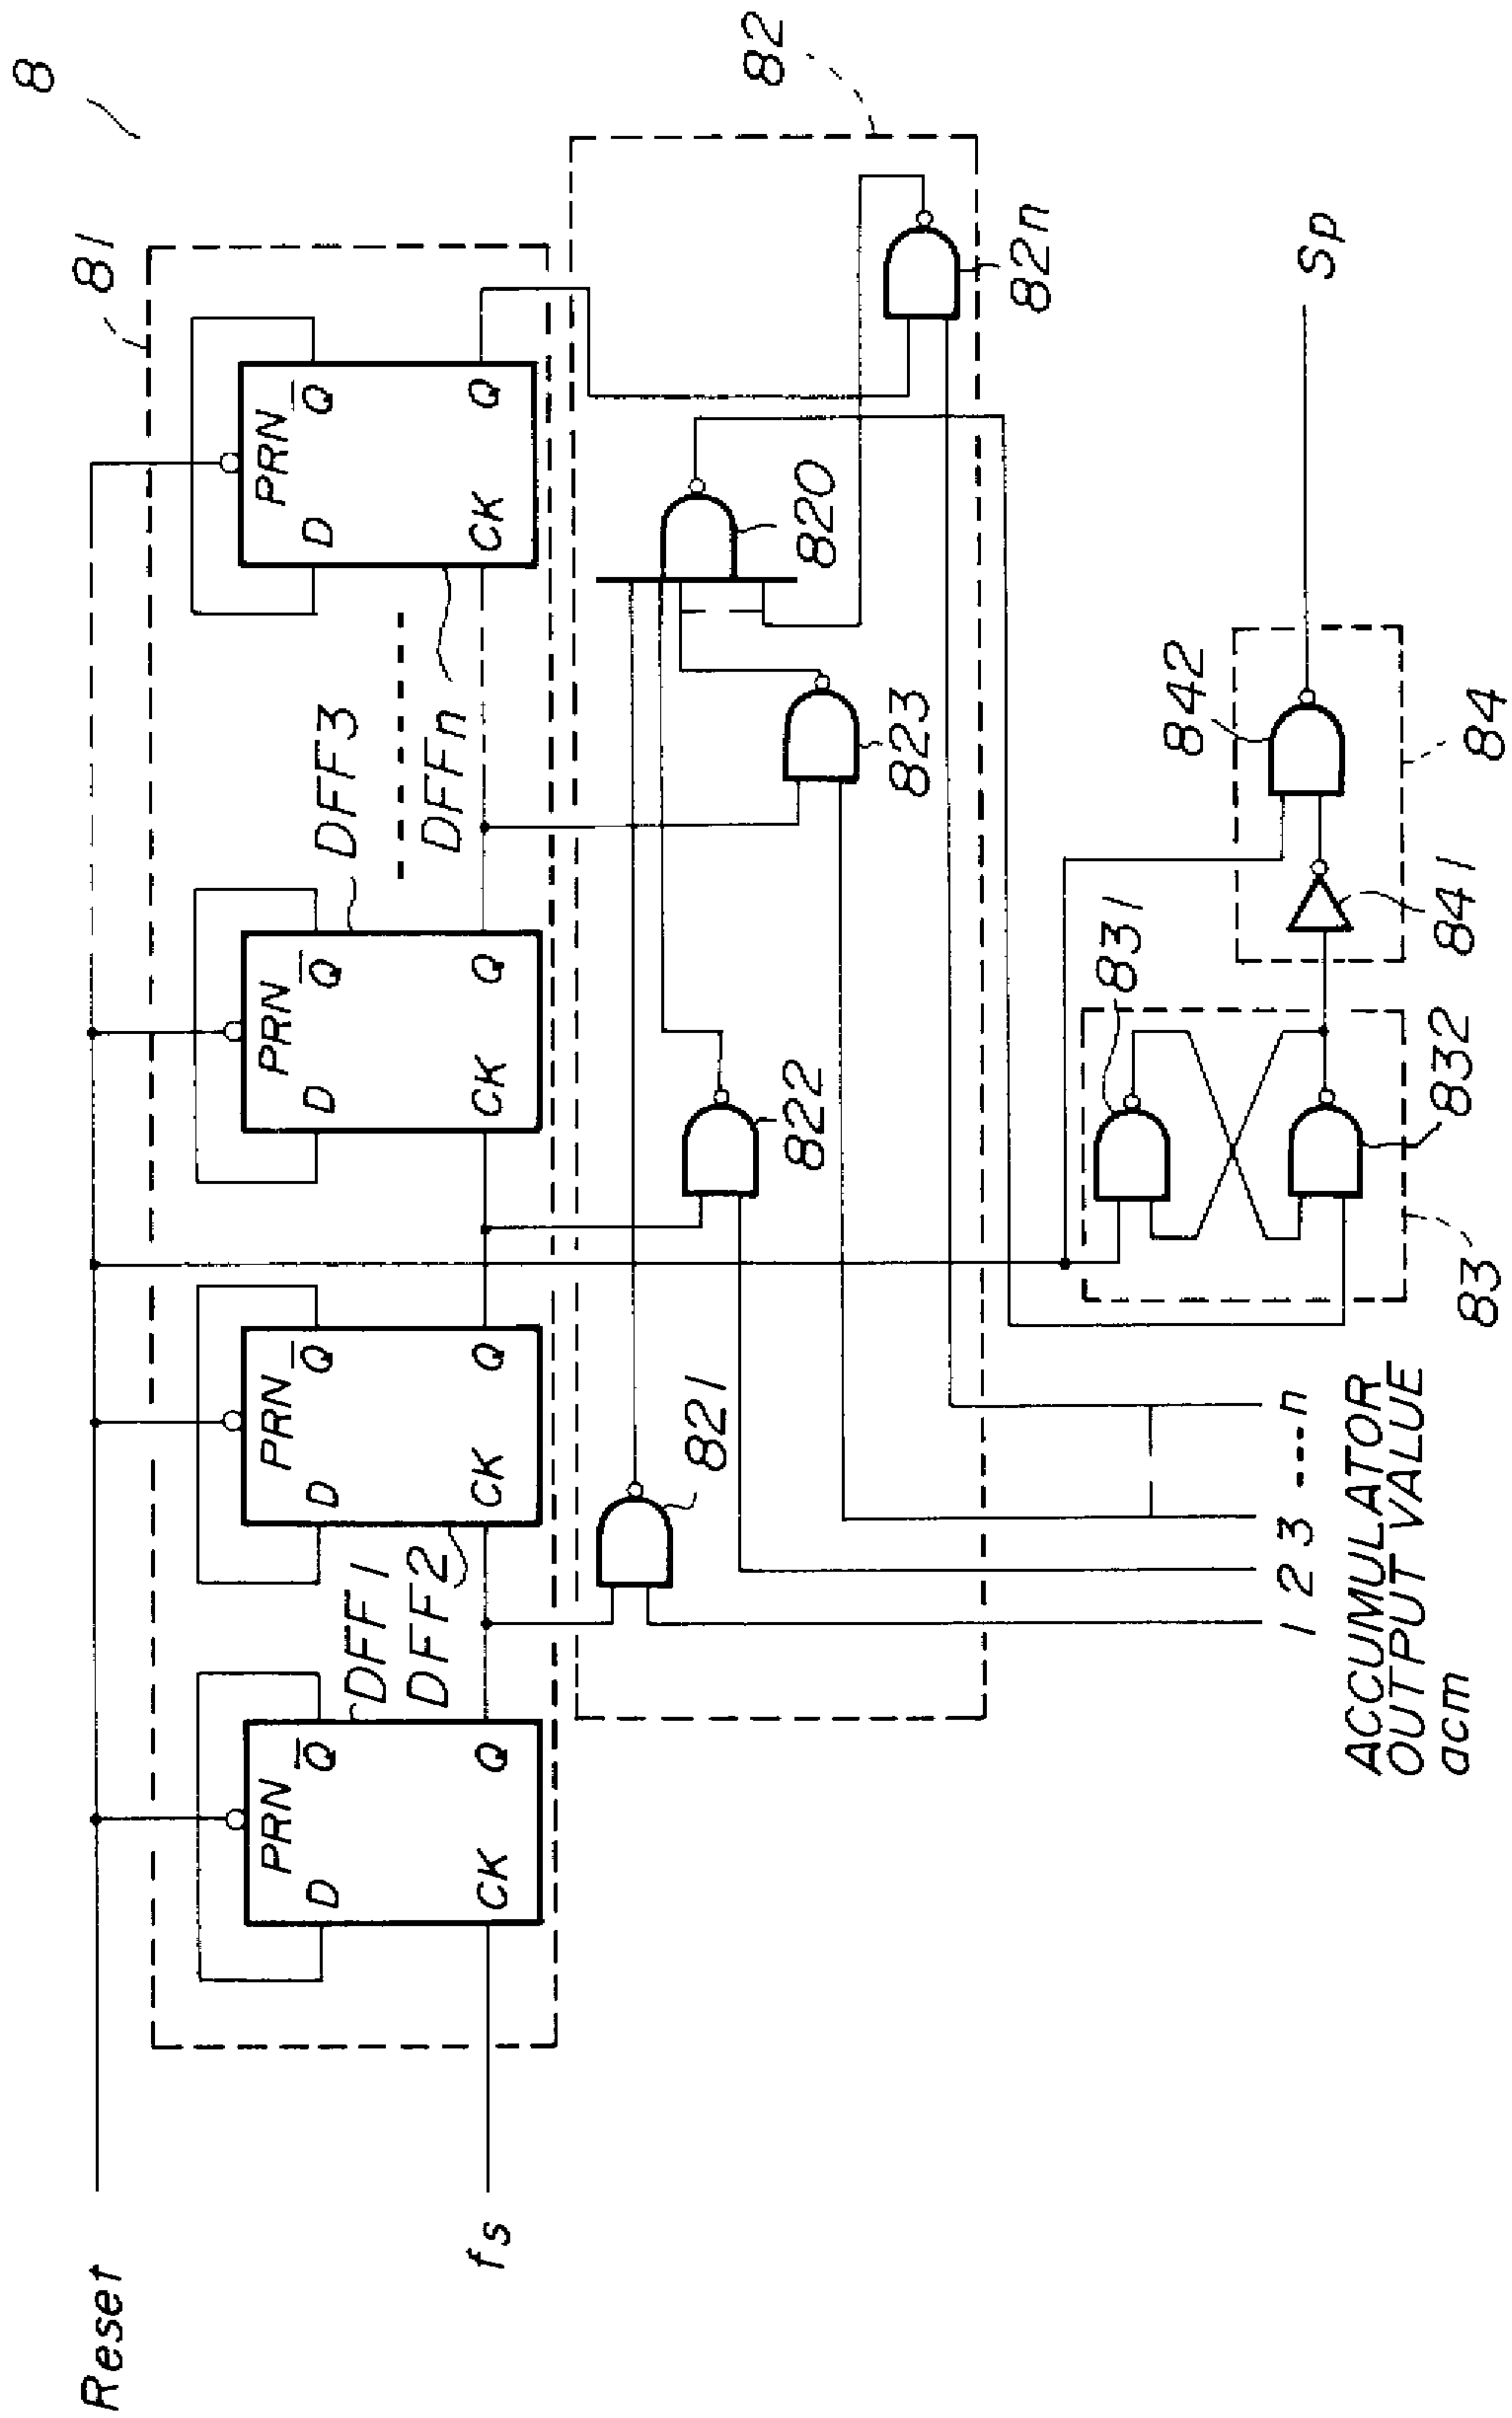 8
81
Reset
PRN
D
Q
CK
Q
DFF1
DFF2
PRN
D
Q
CK
Q
PRN
D
Q
CK
Q
DFF3
DFFn
PRN
D
Q
CK
Q
fs
82
821
822
823
820
82n
1 2 3 --- n
ACCUMULATOR
OUTPUT VALUE
acm
83
831
832
84
841
842
Sp